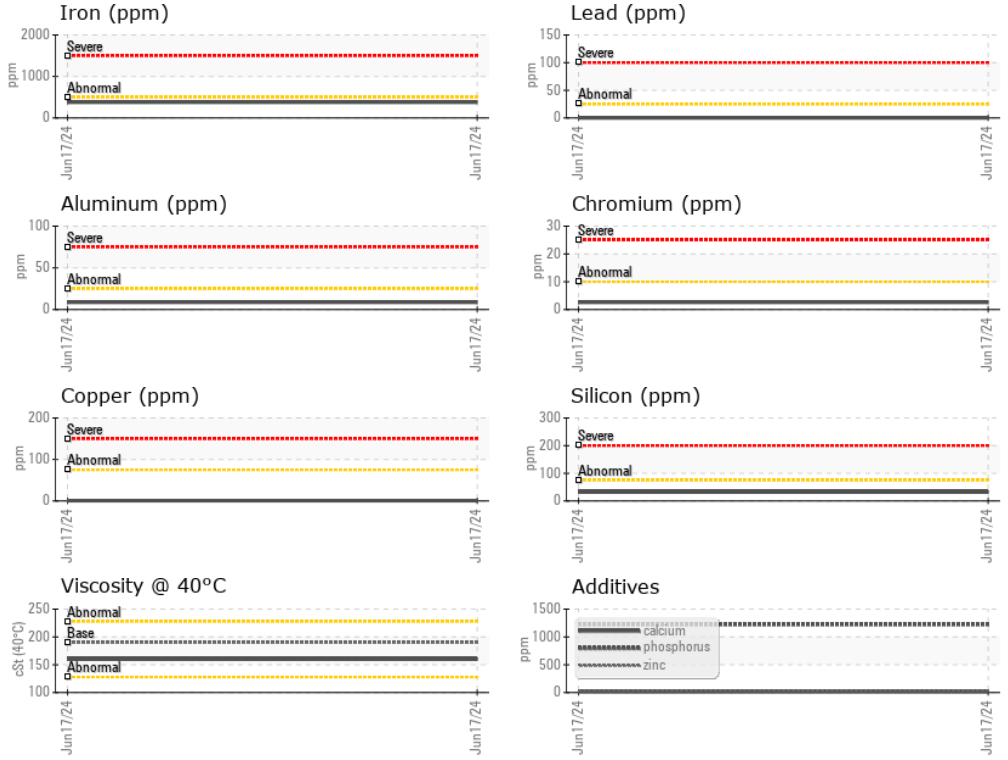 Iron (ppm)
2000
1000
0
ppm
Severe
Abnormal
Jun17/24
Jun17/24
Lead (ppm)
150
100
50
0
ppm
Severe
Abnormal
Jun17/24
Jun17/24
Aluminum (ppm)
100
50
0
ppm
Severe
Abnormal
Jun17/24
Jun17/24
Chromium (ppm)
30
20
10
0
ppm
Severe
Abnormal
Jun17/24
Jun17/24
Copper (ppm)
200
100
0
ppm
Severe
Abnormal
Jun17/24
Jun17/24
Silicon (ppm)
300
200
100
0
ppm
Severe
Abnormal
Jun17/24
Jun17/24
Viscosity @ 40°C
250
200
150
100
cSt (40°C)
Abnormal
Base
Abnormal
Jun17/24
Jun17/24
Additives
1500
1000
500
0
ppm
calcium
phosphorus
zinc
Jun17/24
Jun17/24